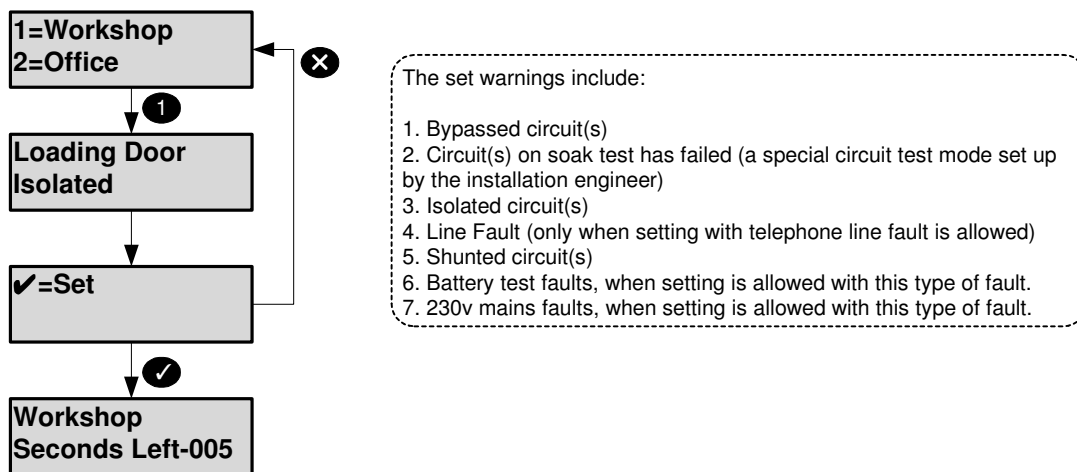 1=Workshop
2=Office
✖
1
Loading Door
Isolated
✔=Set
✓
Workshop
Seconds Left-005
The set warnings include:
1. Bypassed circuit(s)
2. Circuit(s) on soak test has failed (a special circuit test mode set up
by the installation engineer)
3. Isolated circuit(s)
4. Line Fault (only when setting with telephone line fault is allowed)
5. Shunted circuit(s)
6. Battery test faults, when setting is allowed with this type of fault.
7. 230v mains faults, when setting is allowed with this type of fault.